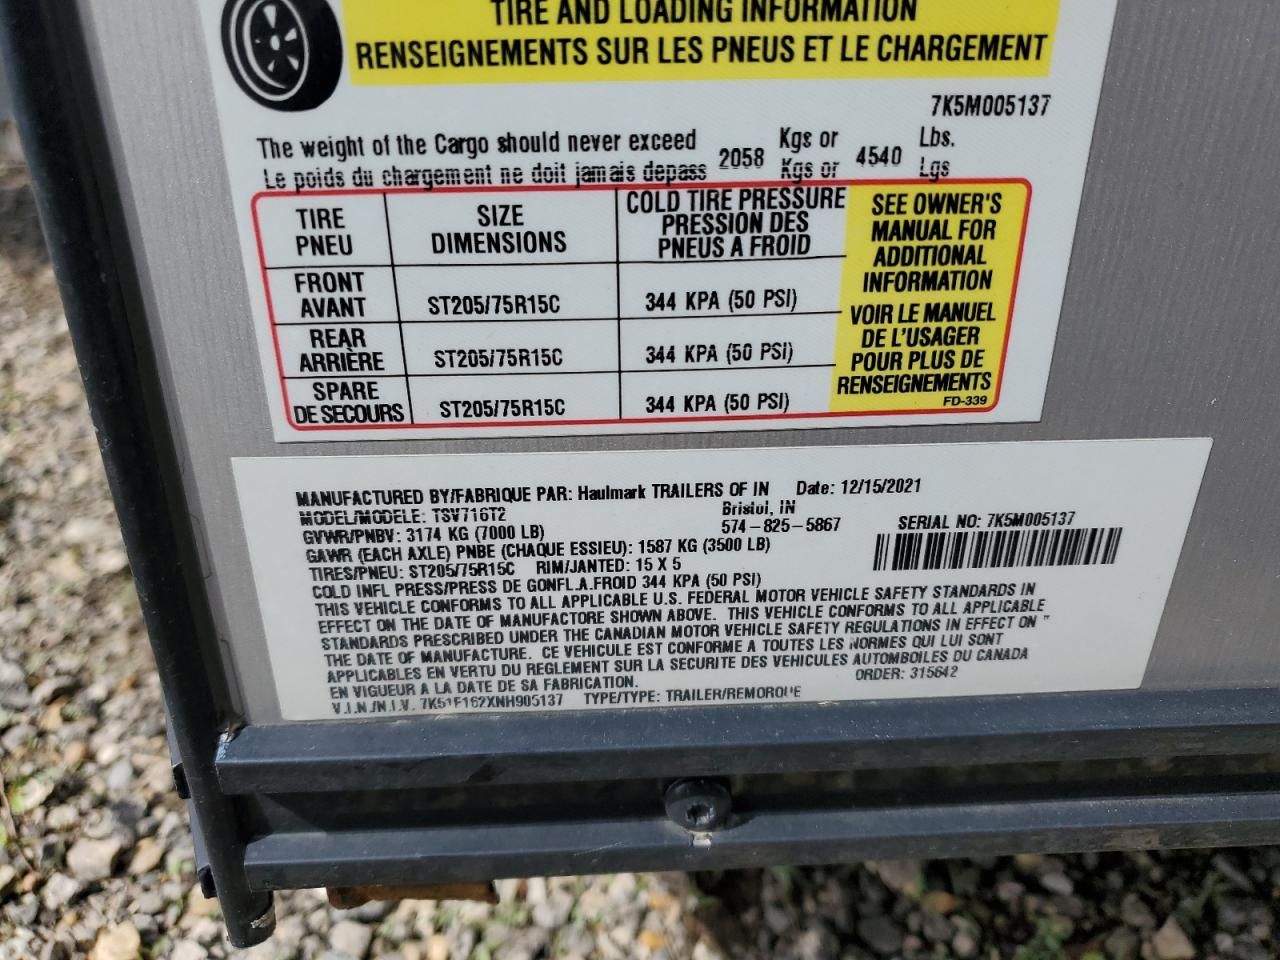 TIRE AND LOADING INFORMATION
RENSEIGNEMENTS SUR LES PNEUS ET LE CHARGEMENT
7K5M005137
The weight of the Cargo should never exceed 2058 Kgs or 4540 Lbs.
Le poids du chargement ne doit jamais depass Kgs or Lgs
TIRE PNEU
SIZE DIMENSIONS
COLD TIRE PRESSURE
PRESSION DES
PNEUS A FROID
FRONT AVANT ST205/75R15C 344 KPA (50 PSI)
REAR ARRIÈRE ST205/75R15C 344 KPA (50 PSI)
SPARE DE SECOURS ST205/75R15C 344 KPA (50 PSI)
SEE OWNER'S
MANUAL FOR
ADDITIONAL
INFORMATION
VOIR LE MANUEL
DE L'USAGER
POUR PLUS DE
RENSEIGNEMENTS
FD-339
MANUFACTURED BY/FABRIQUE PAR: Haulmark TRAILERS OF IN Date: 12/15/2021
MODEL/MODELE: TSV716T2 Bristol, IN
GVWR/PNBV: 3174 KG (7000 LB) 574-825-5867 SERIAL NO: 7K5M005137
GAWR (EACH AXLE) PNBE (CHAQUE ESSIEU): 1587 KG (3500 LB)
TIRES/PNEU: ST205/75R15C RIM/JANTED: 15 X 5
COLD INFL PRESS/PRESS DE GONFL.A.FROID 344 KPA (50 PSI)
THIS VEHICLE CONFORMS TO ALL APPLICABLE U.S. FEDERAL MOTOR VEHICLE SAFETY STANDARDS IN
EFFECT ON THE DATE OF MANUFACTORE SHOWN ABOVE. THIS VEHICLE CONFORMS TO ALL APPLICABLE
STANDARDS PRESCRIBED UNDER THE CANADIAN MOTOR VEHICLE SAFETY REGULATIONS IN EFFECT ON
THE DATE OF MANUFACTURE. CE VEHICULE EST CONFORME A TOUTES LES NORMES QUI LUI SONT
APPLICABLES EN VERTU DU REGLEMENT SUR LA SECURITE DES VEHICULES AUTOMBOILES DU CANADA
EN VIGUEUR A LA DATE DE SA FABRICATION. ORDER: 315642
V.I.N./N.I.V. 7K51F162XNH905137 TYPE/TYPE: TRAILER/REMORQUE